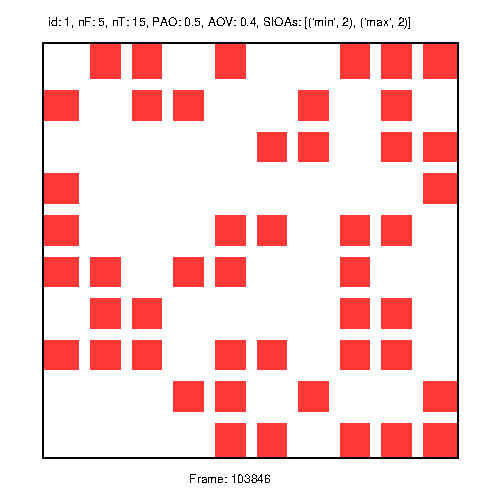 id: 1, nF: 5, nT: 15, PAO: 0.5, AOV: 0.4, SIOAs: [('min', 2), ('max', 2)]
Frame: 103846